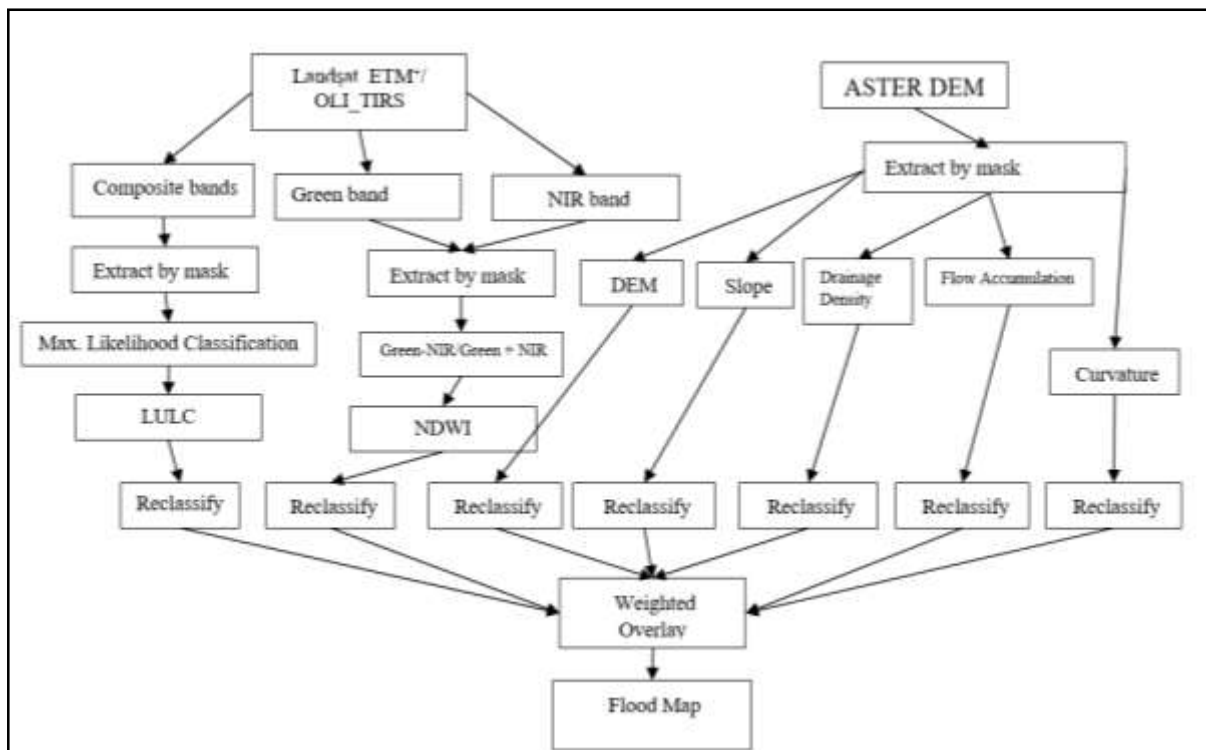 Landsat ETM+/
OLI_TIRS
ASTER DEM
Composite bands
Green band
NIR band
Extract by mask
Extract by mask
Extract by mask
DEM
Slope
Drainage
Density
Flow Accumulation
Max. Likelihood Classification
Green-NIR/Green + NIR
Curvature
LULC
NDWI
Reclassify
Reclassify
Reclassify
Reclassify
Reclassify
Reclassify
Reclassify
Weighted
Overlay
Flood Map